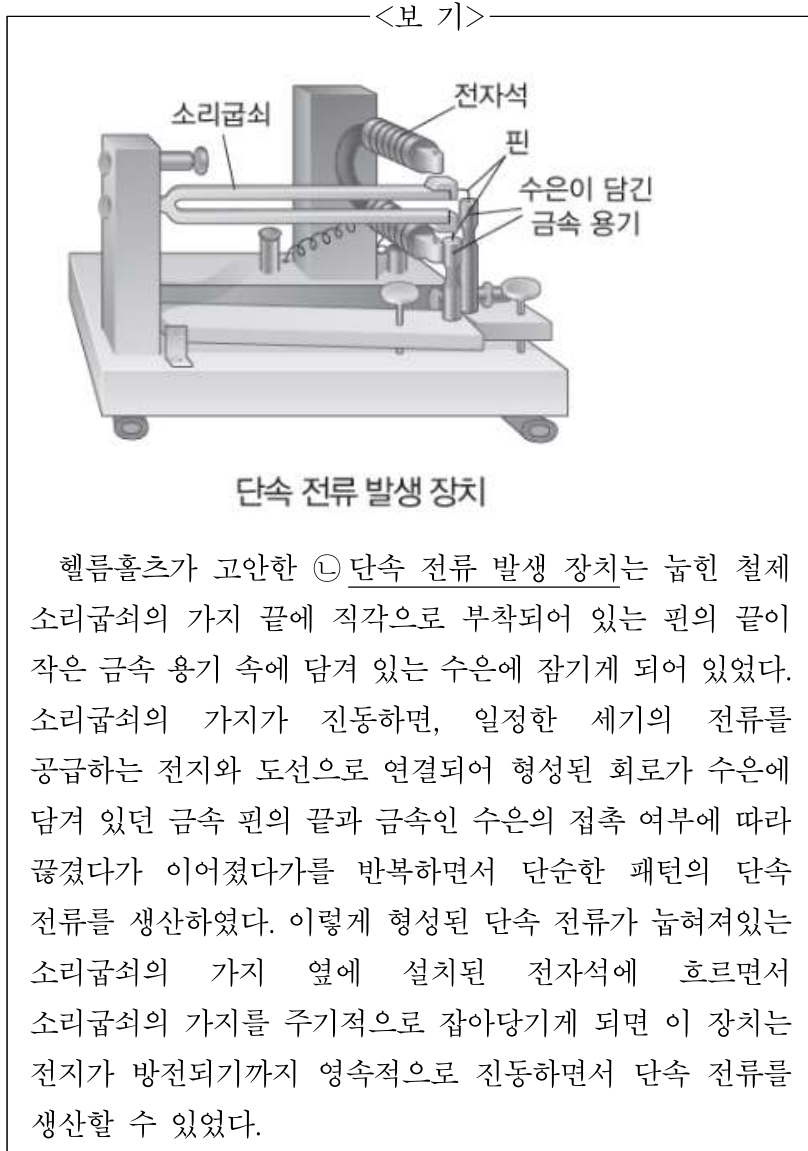 <보 기>
전자석
소리굽쇠
핀
수은이 담긴
금속 용기
단속 전류 발생 장치
헬름홀츠가 고안한 ㉡단속 전류 발생 장치는 눕힌 철제
소리굽쇠의 가지 끝에 직각으로 부착되어 있는 핀의 끝이
작은 금속 용기 속에 담겨 있는 수은에 잠기게 되어 있었다.
소리굽쇠의 가지가 진동하면, 일정한 세기의 전류를
공급하는 전지와 도선으로 연결되어 형성된 회로가 수은에
담겨 있던 금속 핀의 끝과 금속인 수은의 접촉 여부에 따라
끊겼다가 이어졌다가를 반복하면서 단순한 패턴의 단속
전류를 생산하였다. 이렇게 형성된 단속 전류가 눕혀져있는
소리굽쇠의 가지 옆에 설치된 전자석에 흐르면서
소리굽쇠의 가지를 주기적으로 잡아당기게 되면 이 장치는
전지가 방전되기까지 영속적으로 진동하면서 단속 전류를
생산할 수 있었다.